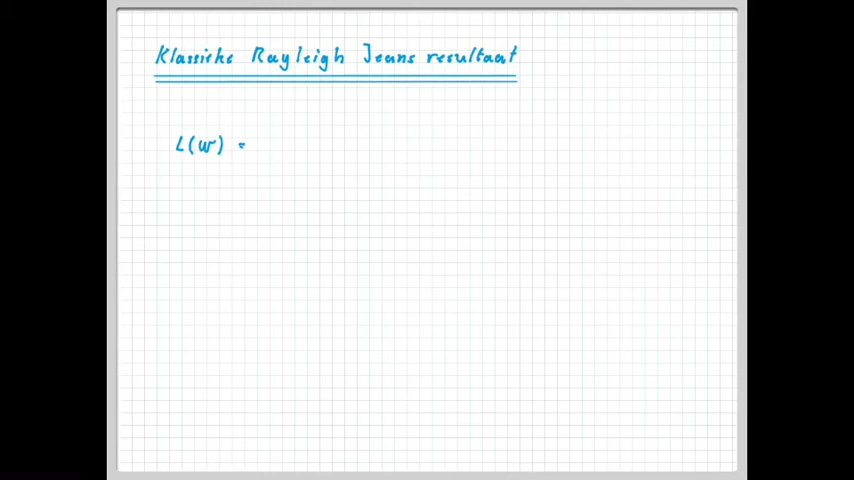 Klassieke Rayleigh Jeans resultaat
L(ω) =